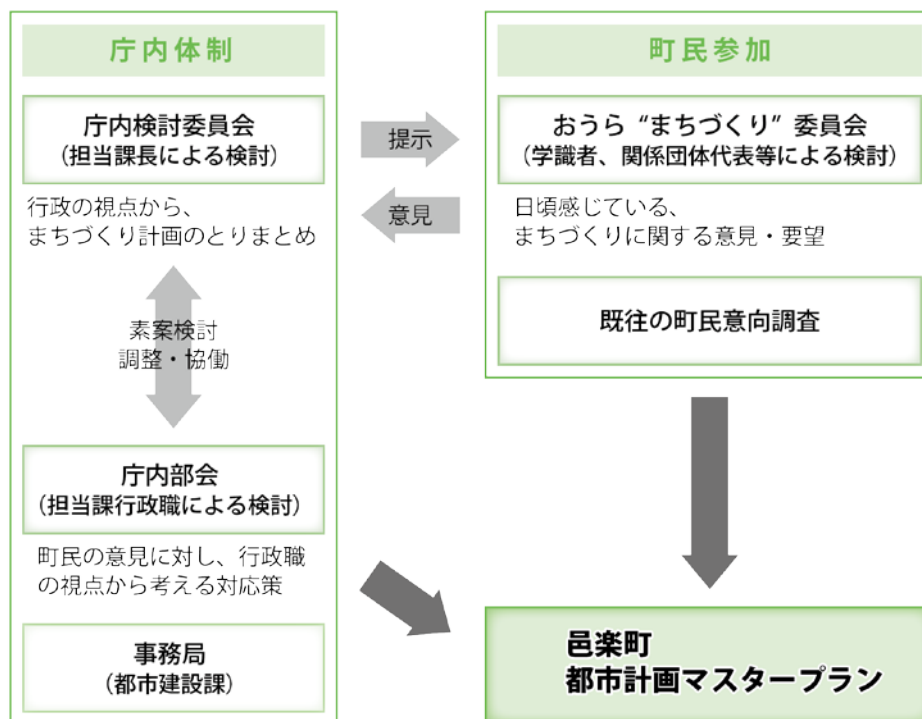 庁内体制
庁内検討委員会
（担当課長による検討）
行政の視点から、
まちづくり計画のとりまとめ
素案検討
調整・協働
庁内部会
（担当課行政職による検討）
町民の意見に対し、行政職
の視点から考える対応策
事務局
（都市建設課）
提示
意見
町民参加
おうら“まちづくり”委員会
（学識者、関係団体代表等による検討）
日頃感じている、
まちづくりに関する意見・要望
既往の町民意向調査
邑楽町
都市計画マスタープラン